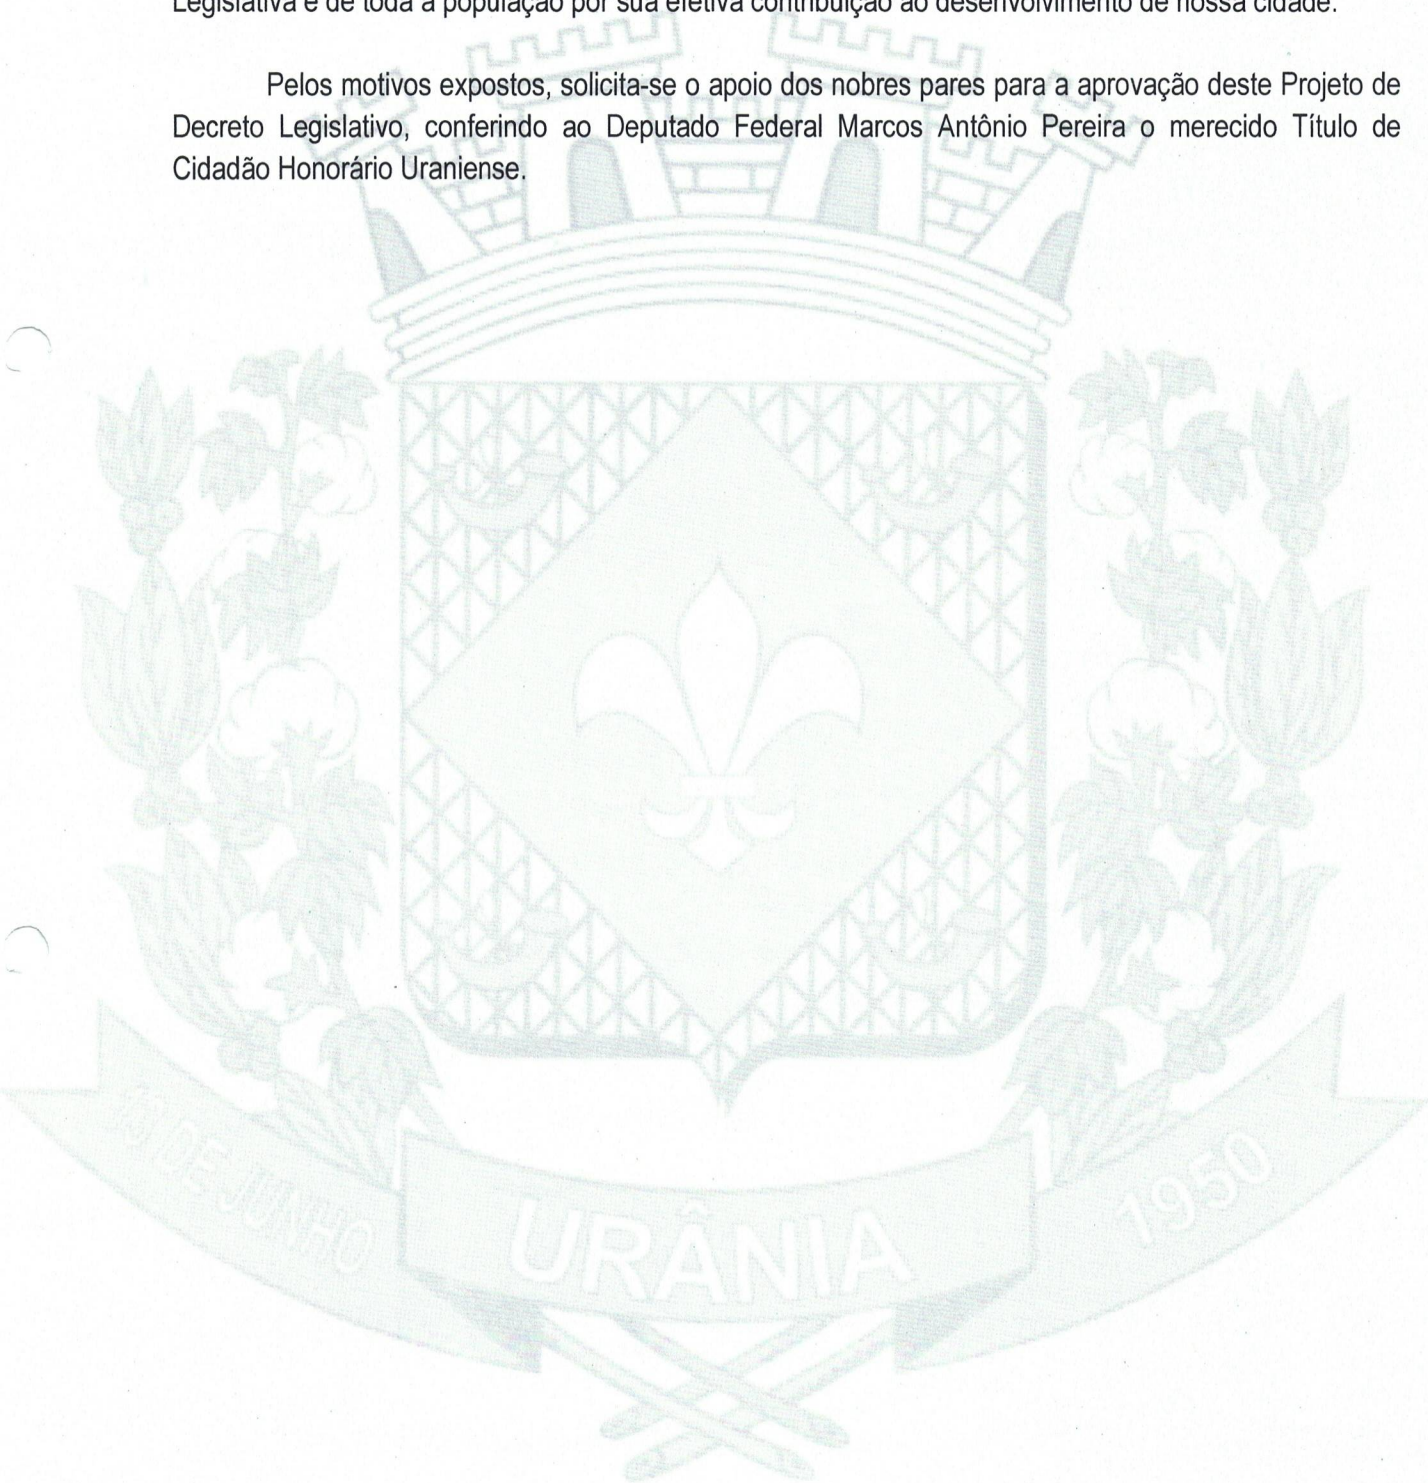 Legislativa e de toda a população por sua efetiva contribuição ao desenvolvimento de nossa cidade.
Pelos motivos expostos, solicita-se o apoio dos nobres pares para a aprovação deste Projeto de
Decreto Legislativo, conferindo ao Deputado Federal Marcos Antônio Pereira o merecido Título de
Cidadão Honorário Uraniense.
13 DE JUNHO
URÂNIA
1950